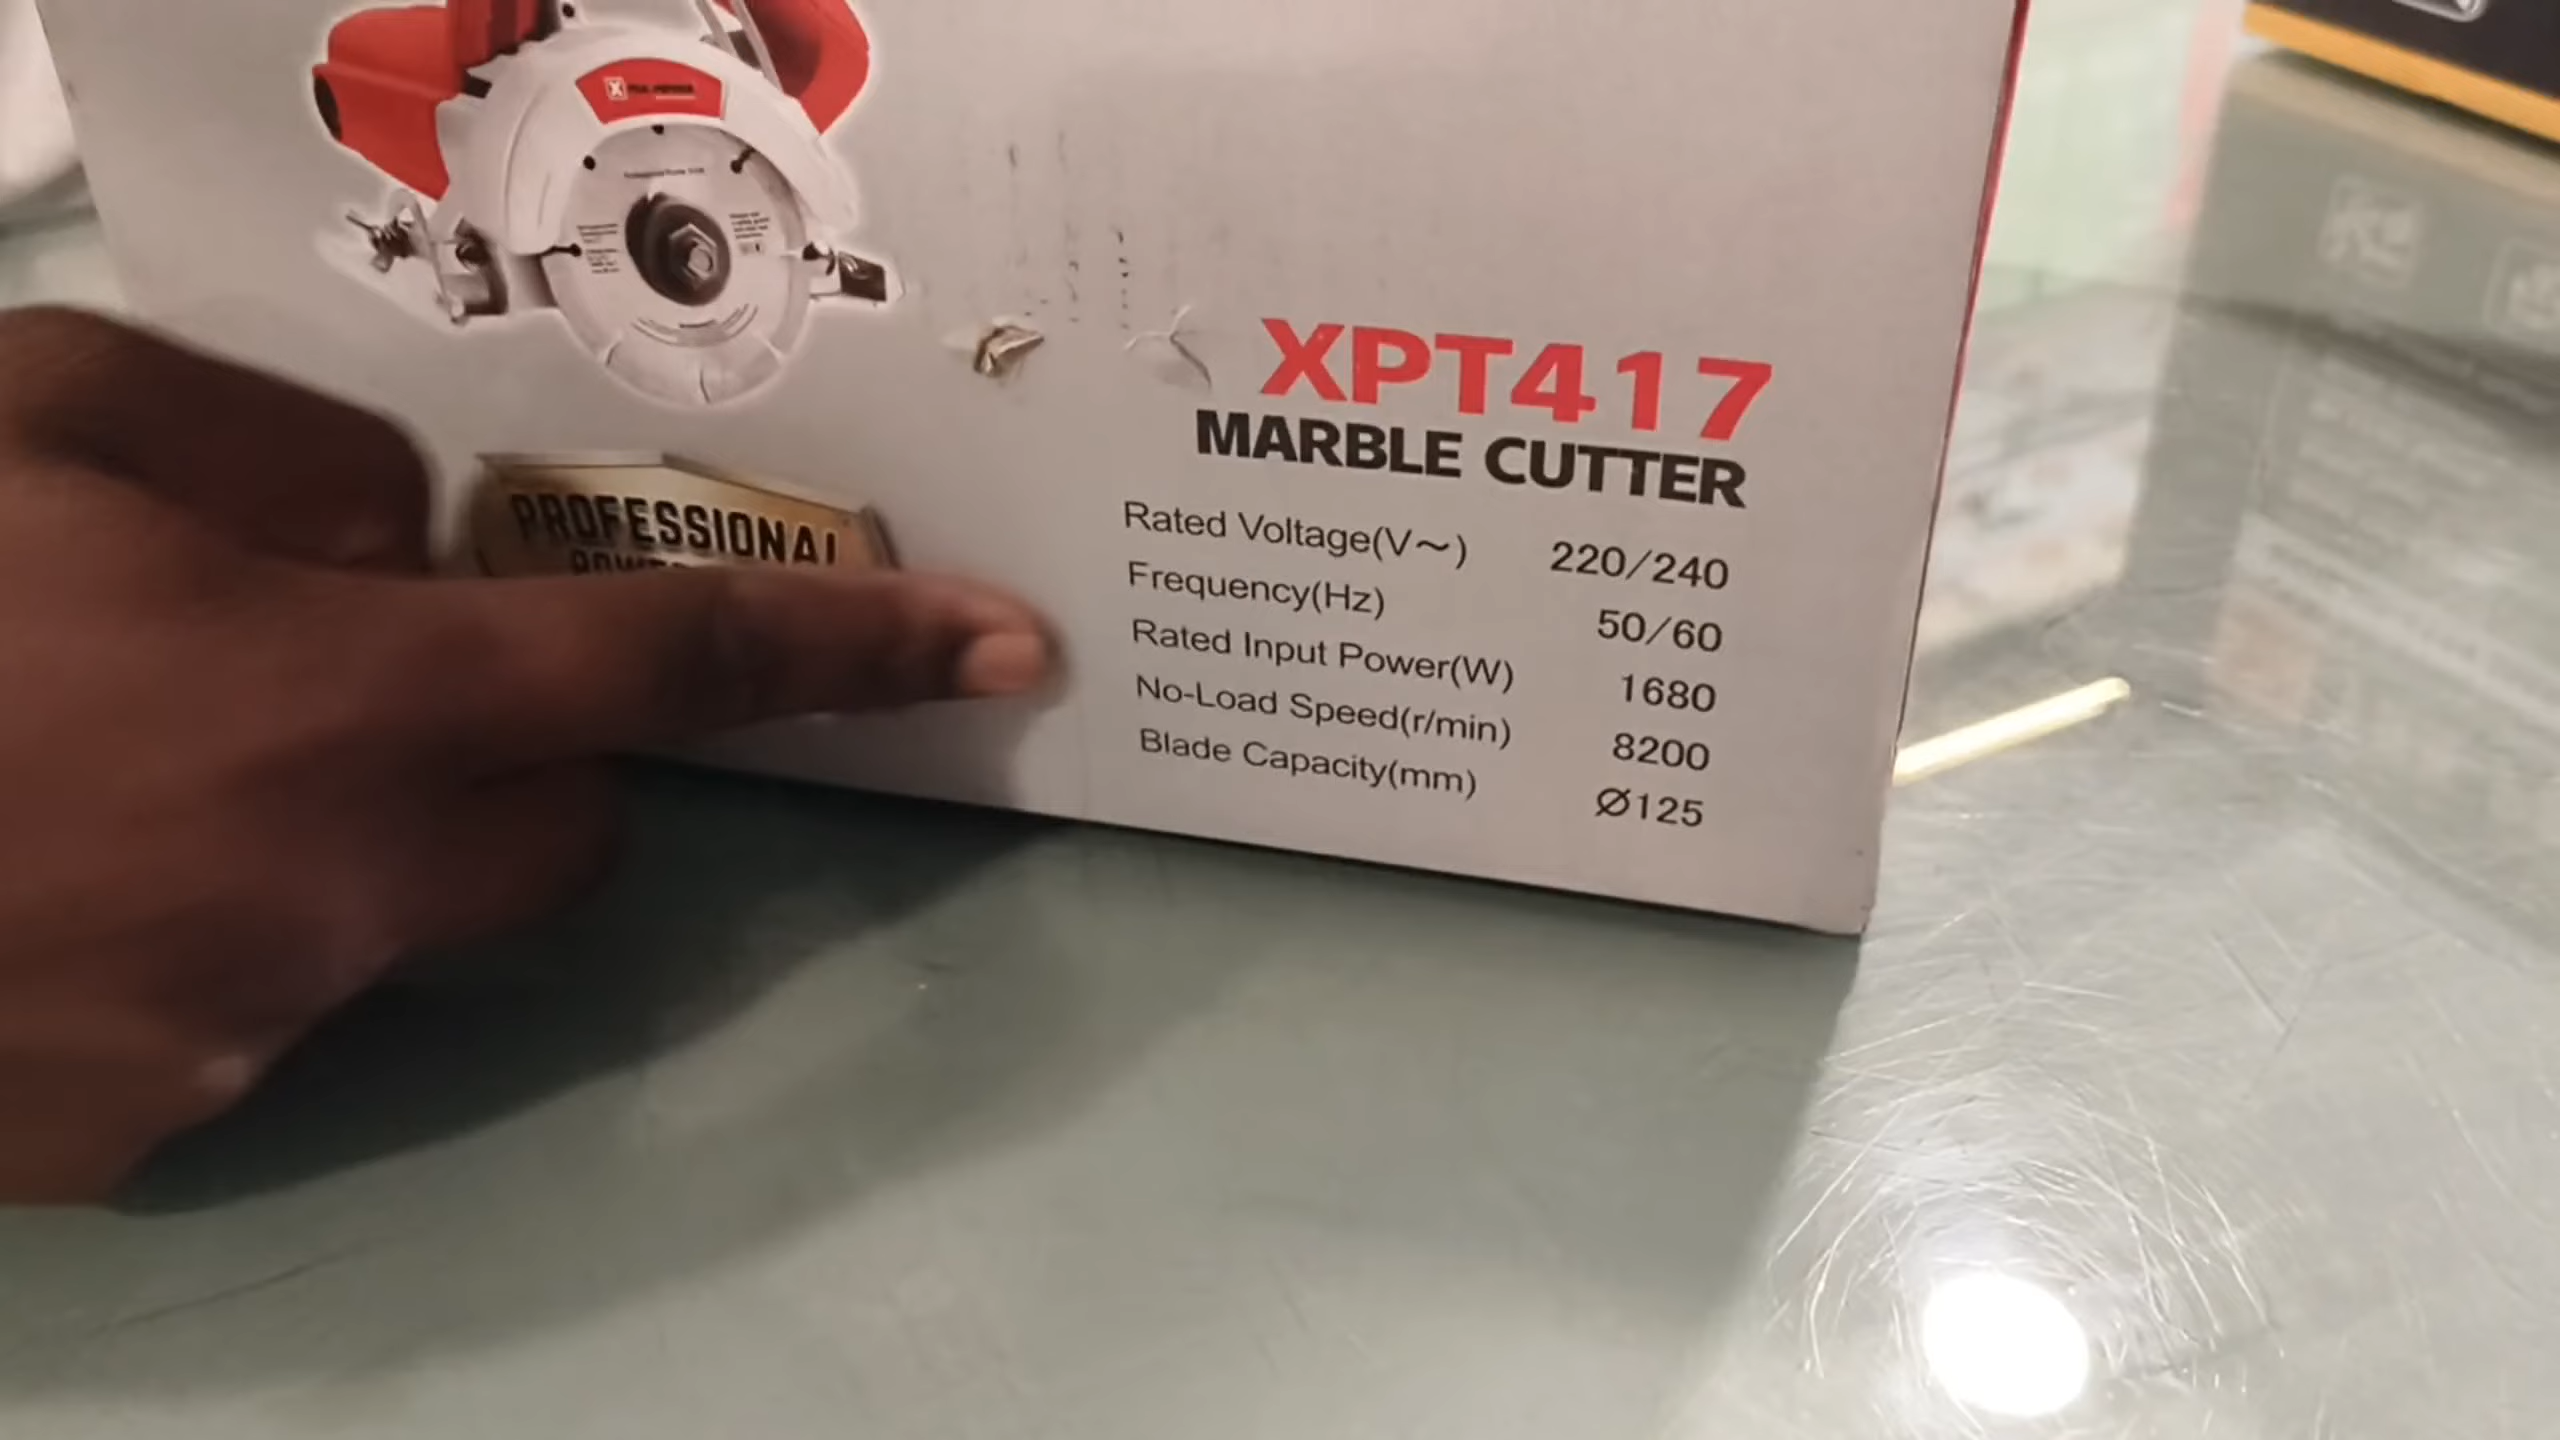 PROFESSIONAL
XPT417
MARBLE CUTTER
Rated Voltage(V~) 220/240
Frequency(Hz) 50/60
Rated Input Power(W) 1680
No-Load Speed(r/min) 8200
Blade Capacity(mm) Ø125